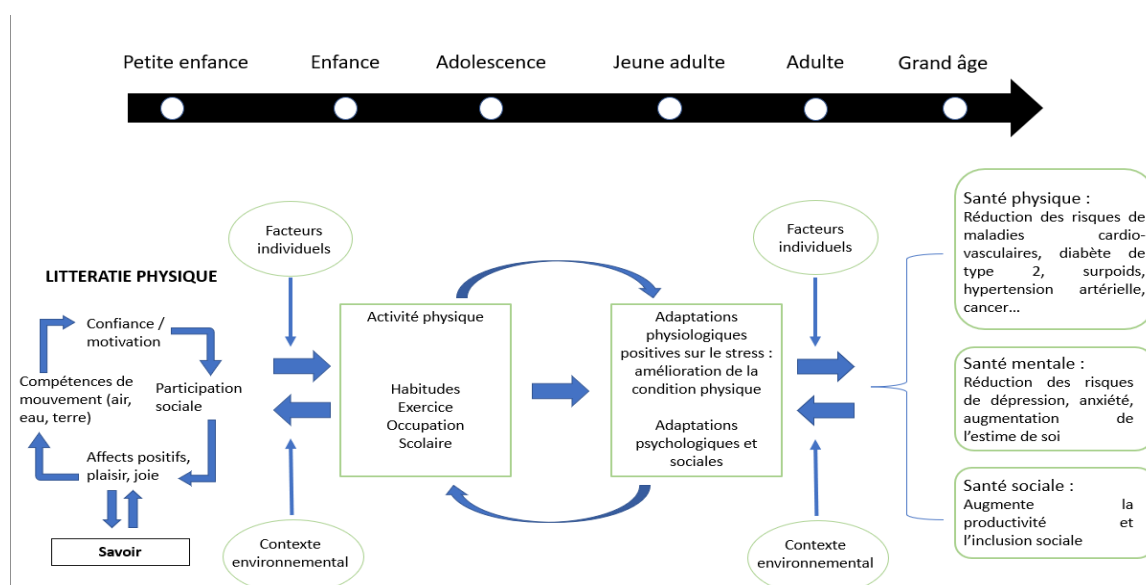 Petite enfance
Enfance
Adolescence
Jeune adulte
Adulte
Grand âge
LITTERATIE PHYSIQUE
Confiance /
motivation
Participation
sociale
Affects positifs,
plaisir, joie
Compétences de
mouvement (air,
eau, terre)
Savoir
Facteurs
individuels
Contexte
environmental
Activité physique
Habitudes
Exercice
Occupation
Scolaire
Adaptations
physiologiques
positives sur le stress :
amélioration de la
condition physique
Adaptations
psychologiques et
sociales
Facteurs
individuels
Contexte
environmental
Santé physique :
Réduction des risques de
maladies cardio-
vasculaires, diabète de
type 2, surpoids,
hypertension artérielle,
cancer...
Santé mentale :
Réduction des risques
de dépression, anxiété,
augmentation de
l'estime de soi
Santé sociale :
Augmente la
productivité et
l'inclusion sociale